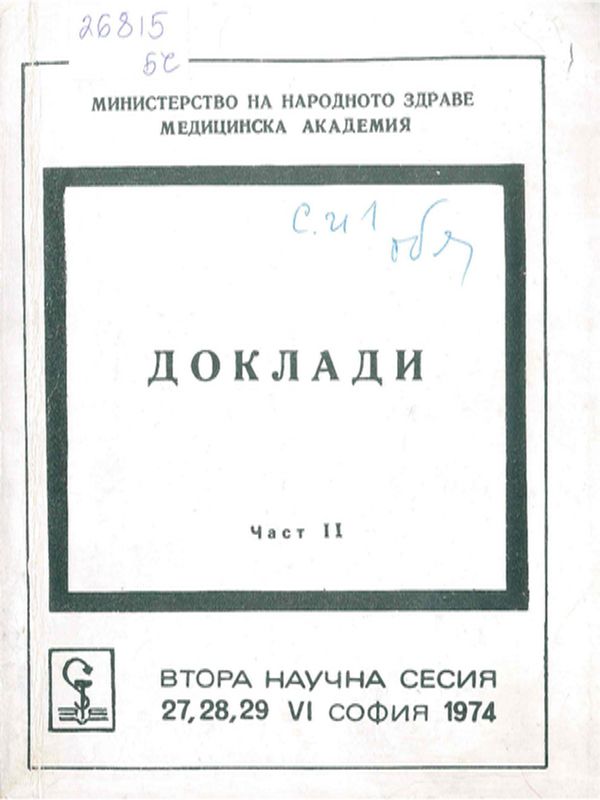 26815
бч
МИНИСТЕРСТВО НА НАРОДНОТО ЗДРАВЕ
МЕДИЦИНСКА АКАДЕМИЯ
ДОКЛАДИ
Част II
ВТОРА НАУЧНА СЕСИЯ
27, 28, 29 VI СОФИЯ 1974